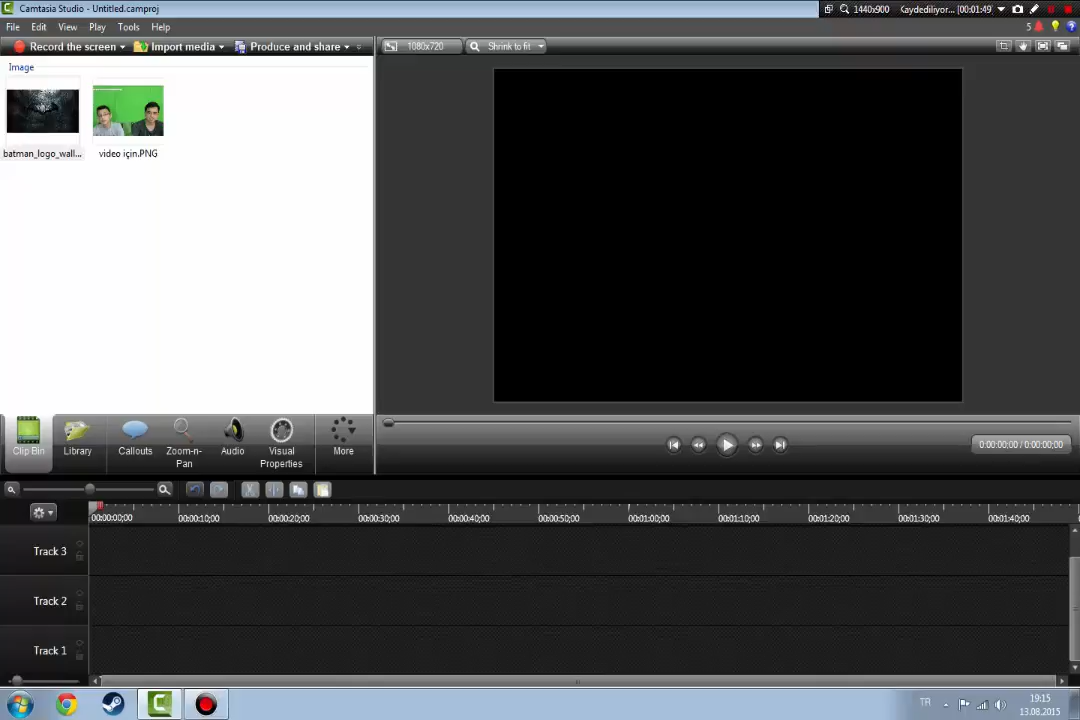 Camtasia Studio - Untitled.camproj
1440x900 Kaydediliyor... [00:01:49]
File Edit View Play Tools Help
5
Record the screen Import media Produce and share
1080x720 Shrink to fit
Image
batman_logo_wall... video için.PNG
Clip Bin Library Callouts Zoom-n-Pan Audio Visual Properties More
0:00:00;00 / 0:00:00;00
00:00:00;00 00:00:10;00 00:00:20;00 00:00:30;00 00:00:40;00 00:00:50;00 00:01:00;00 00:01:10;00 00:01:20;00 00:01:30;00 00:01:40;00
Track 3
Track 2
Track 1
TR
19:15
13.08.2015